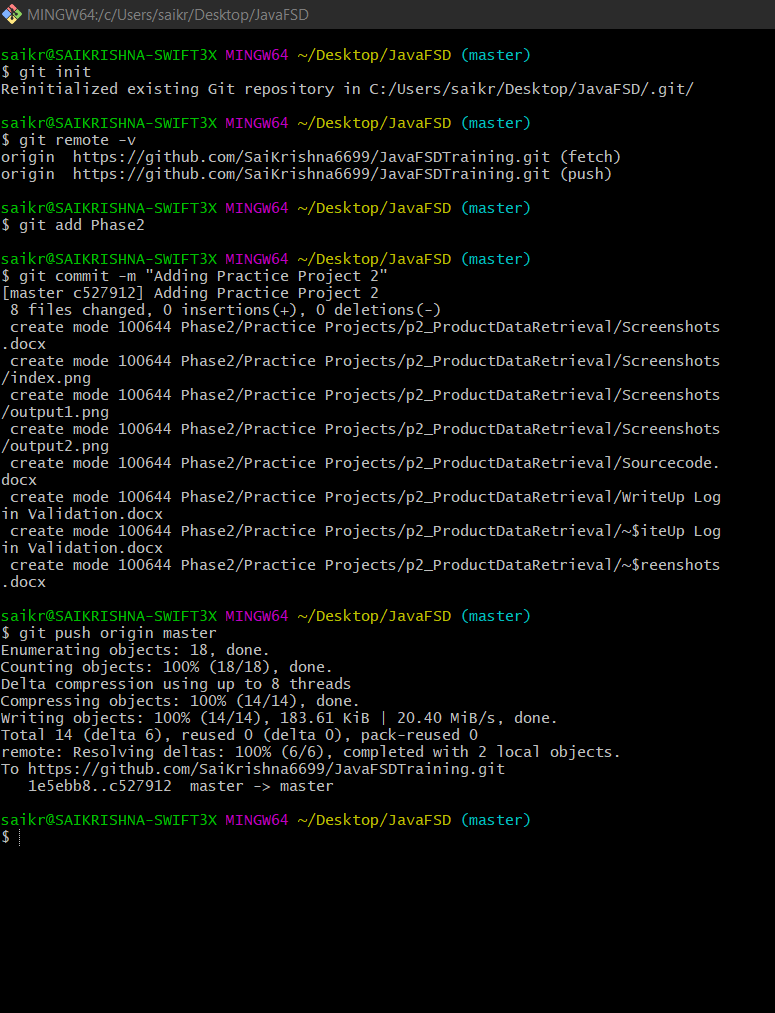 MINGW64:/c/Users/saikr/Desktop/JavaFSD
saikr@SAIKRISHNA-SWIFT3X MINGW64 ~/Desktop/JavaFSD (master)
$ git init
Reinitialized existing Git repository in C:/Users/saikr/Desktop/JavaFSD/.git/
saikr@SAIKRISHNA-SWIFT3X MINGW64 ~/Desktop/JavaFSD (master)
$ git remote -v
origin  https://github.com/SaiKrishna6699/JavaFSDTraining.git (fetch)
origin  https://github.com/SaiKrishna6699/JavaFSDTraining.git (push)
saikr@SAIKRISHNA-SWIFT3X MINGW64 ~/Desktop/JavaFSD (master)
$ git add Phase2
saikr@SAIKRISHNA-SWIFT3X MINGW64 ~/Desktop/JavaFSD (master)
$ git commit -m "Adding Practice Project 2"
[master c527912] Adding Practice Project 2
 8 files changed, 0 insertions(+), 0 deletions(-)
 create mode 100644 Phase2/Practice Projects/p2_ProductDataRetrieval/Screenshots
.docx
 create mode 100644 Phase2/Practice Projects/p2_ProductDataRetrieval/Screenshots
/index.png
 create mode 100644 Phase2/Practice Projects/p2_ProductDataRetrieval/Screenshots
/output1.png
 create mode 100644 Phase2/Practice Projects/p2_ProductDataRetrieval/Screenshots
/output2.png
 create mode 100644 Phase2/Practice Projects/p2_ProductDataRetrieval/Sourcecode.
docx
 create mode 100644 Phase2/Practice Projects/p2_ProductDataRetrieval/WriteUp Log
in Validation.docx
 create mode 100644 Phase2/Practice Projects/p2_ProductDataRetrieval/~$iteUp Log
in Validation.docx
 create mode 100644 Phase2/Practice Projects/p2_ProductDataRetrieval/~$reenshots
.docx
saikr@SAIKRISHNA-SWIFT3X MINGW64 ~/Desktop/JavaFSD (master)
$ git push origin master
Enumerating objects: 18, done.
Counting objects: 100% (18/18), done.
Delta compression using up to 8 threads
Compressing objects: 100% (14/14), done.
Writing objects: 100% (14/14), 183.61 KiB | 20.40 MiB/s, done.
Total 14 (delta 6), reused 0 (delta 0), pack-reused 0
remote: Resolving deltas: 100% (6/6), completed with 2 local objects.
To https://github.com/SaiKrishna6699/JavaFSDTraining.git
   1e5ebb8..c527912  master -> master
saikr@SAIKRISHNA-SWIFT3X MINGW64 ~/Desktop/JavaFSD (master)
$